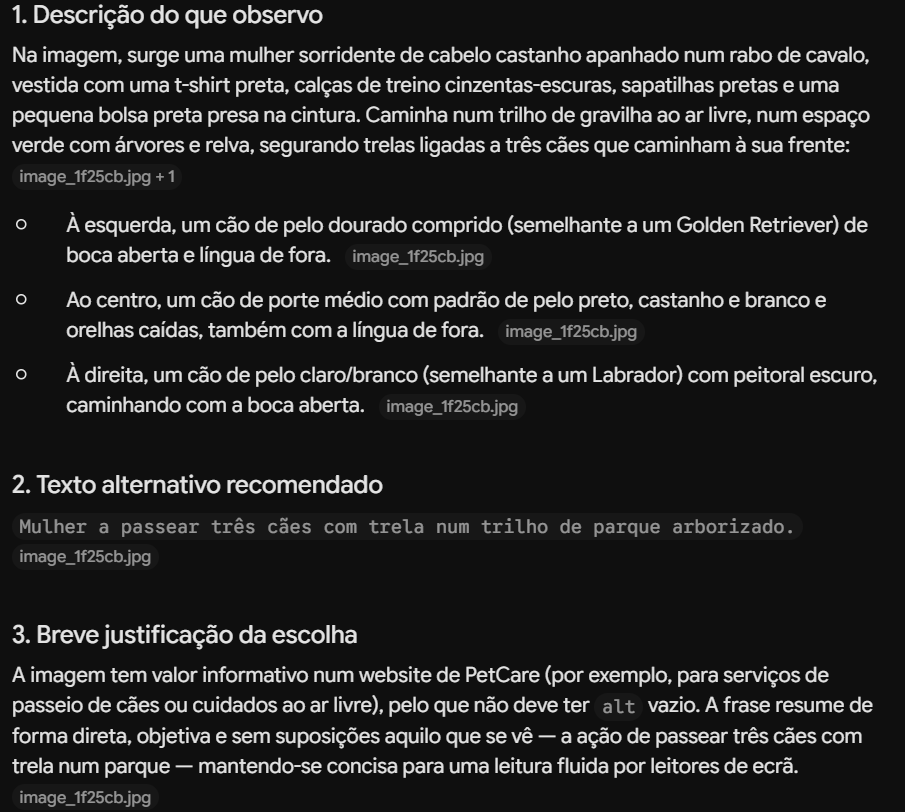 1. Descrição do que observo
Na imagem, surge uma mulher sorridente de cabelo castanho apanhado num rabo de cavalo,
vestida com uma t-shirt preta, calças de treino cinzentas-escuras, sapatilhas pretas e uma
pequena bolsa preta presa na cintura. Caminha num trilho de gravilha ao ar livre, num espaço
verde com árvores e relva, segurando trelas ligadas a três cães que caminham à sua frente:
image_1f25cb.jpg + 1
À esquerda, um cão de pelo dourado comprido (semelhante a um Golden Retriever) de
boca aberta e língua de fora. image_1f25cb.jpg
Ao centro, um cão de porte médio com padrão de pelo preto, castanho e branco e
orelhas caídas, também com a língua de fora. image_1f25cb.jpg
À direita, um cão de pelo claro/branco (semelhante a um Labrador) com peitoral escuro,
caminhando com a boca aberta. image_1f25cb.jpg
2. Texto alternativo recomendado
Mulher a passear três cães com trela num trilho de parque arborizado.
image_1f25cb.jpg
3. Breve justificação da escolha
A imagem tem valor informativo num website de PetCare (por exemplo, para serviços de
passeio de cães ou cuidados ao ar livre), pelo que não deve ter alt vazio. A frase resume de
forma direta, objetiva e sem suposições aquilo que se vê — a ação de passear três cães com
trela num parque — mantendo-se concisa para uma leitura fluida por leitores de ecrã.
image_1f25cb.jpg